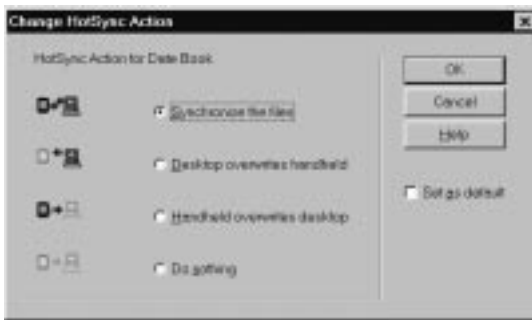 Change HotSync Action
HotSync Action for Date Book
Synchronize the files
Desktop overwrites handheld
Handheld overwrites desktop
Do nothing
OK
Cancel
Help
Set as default